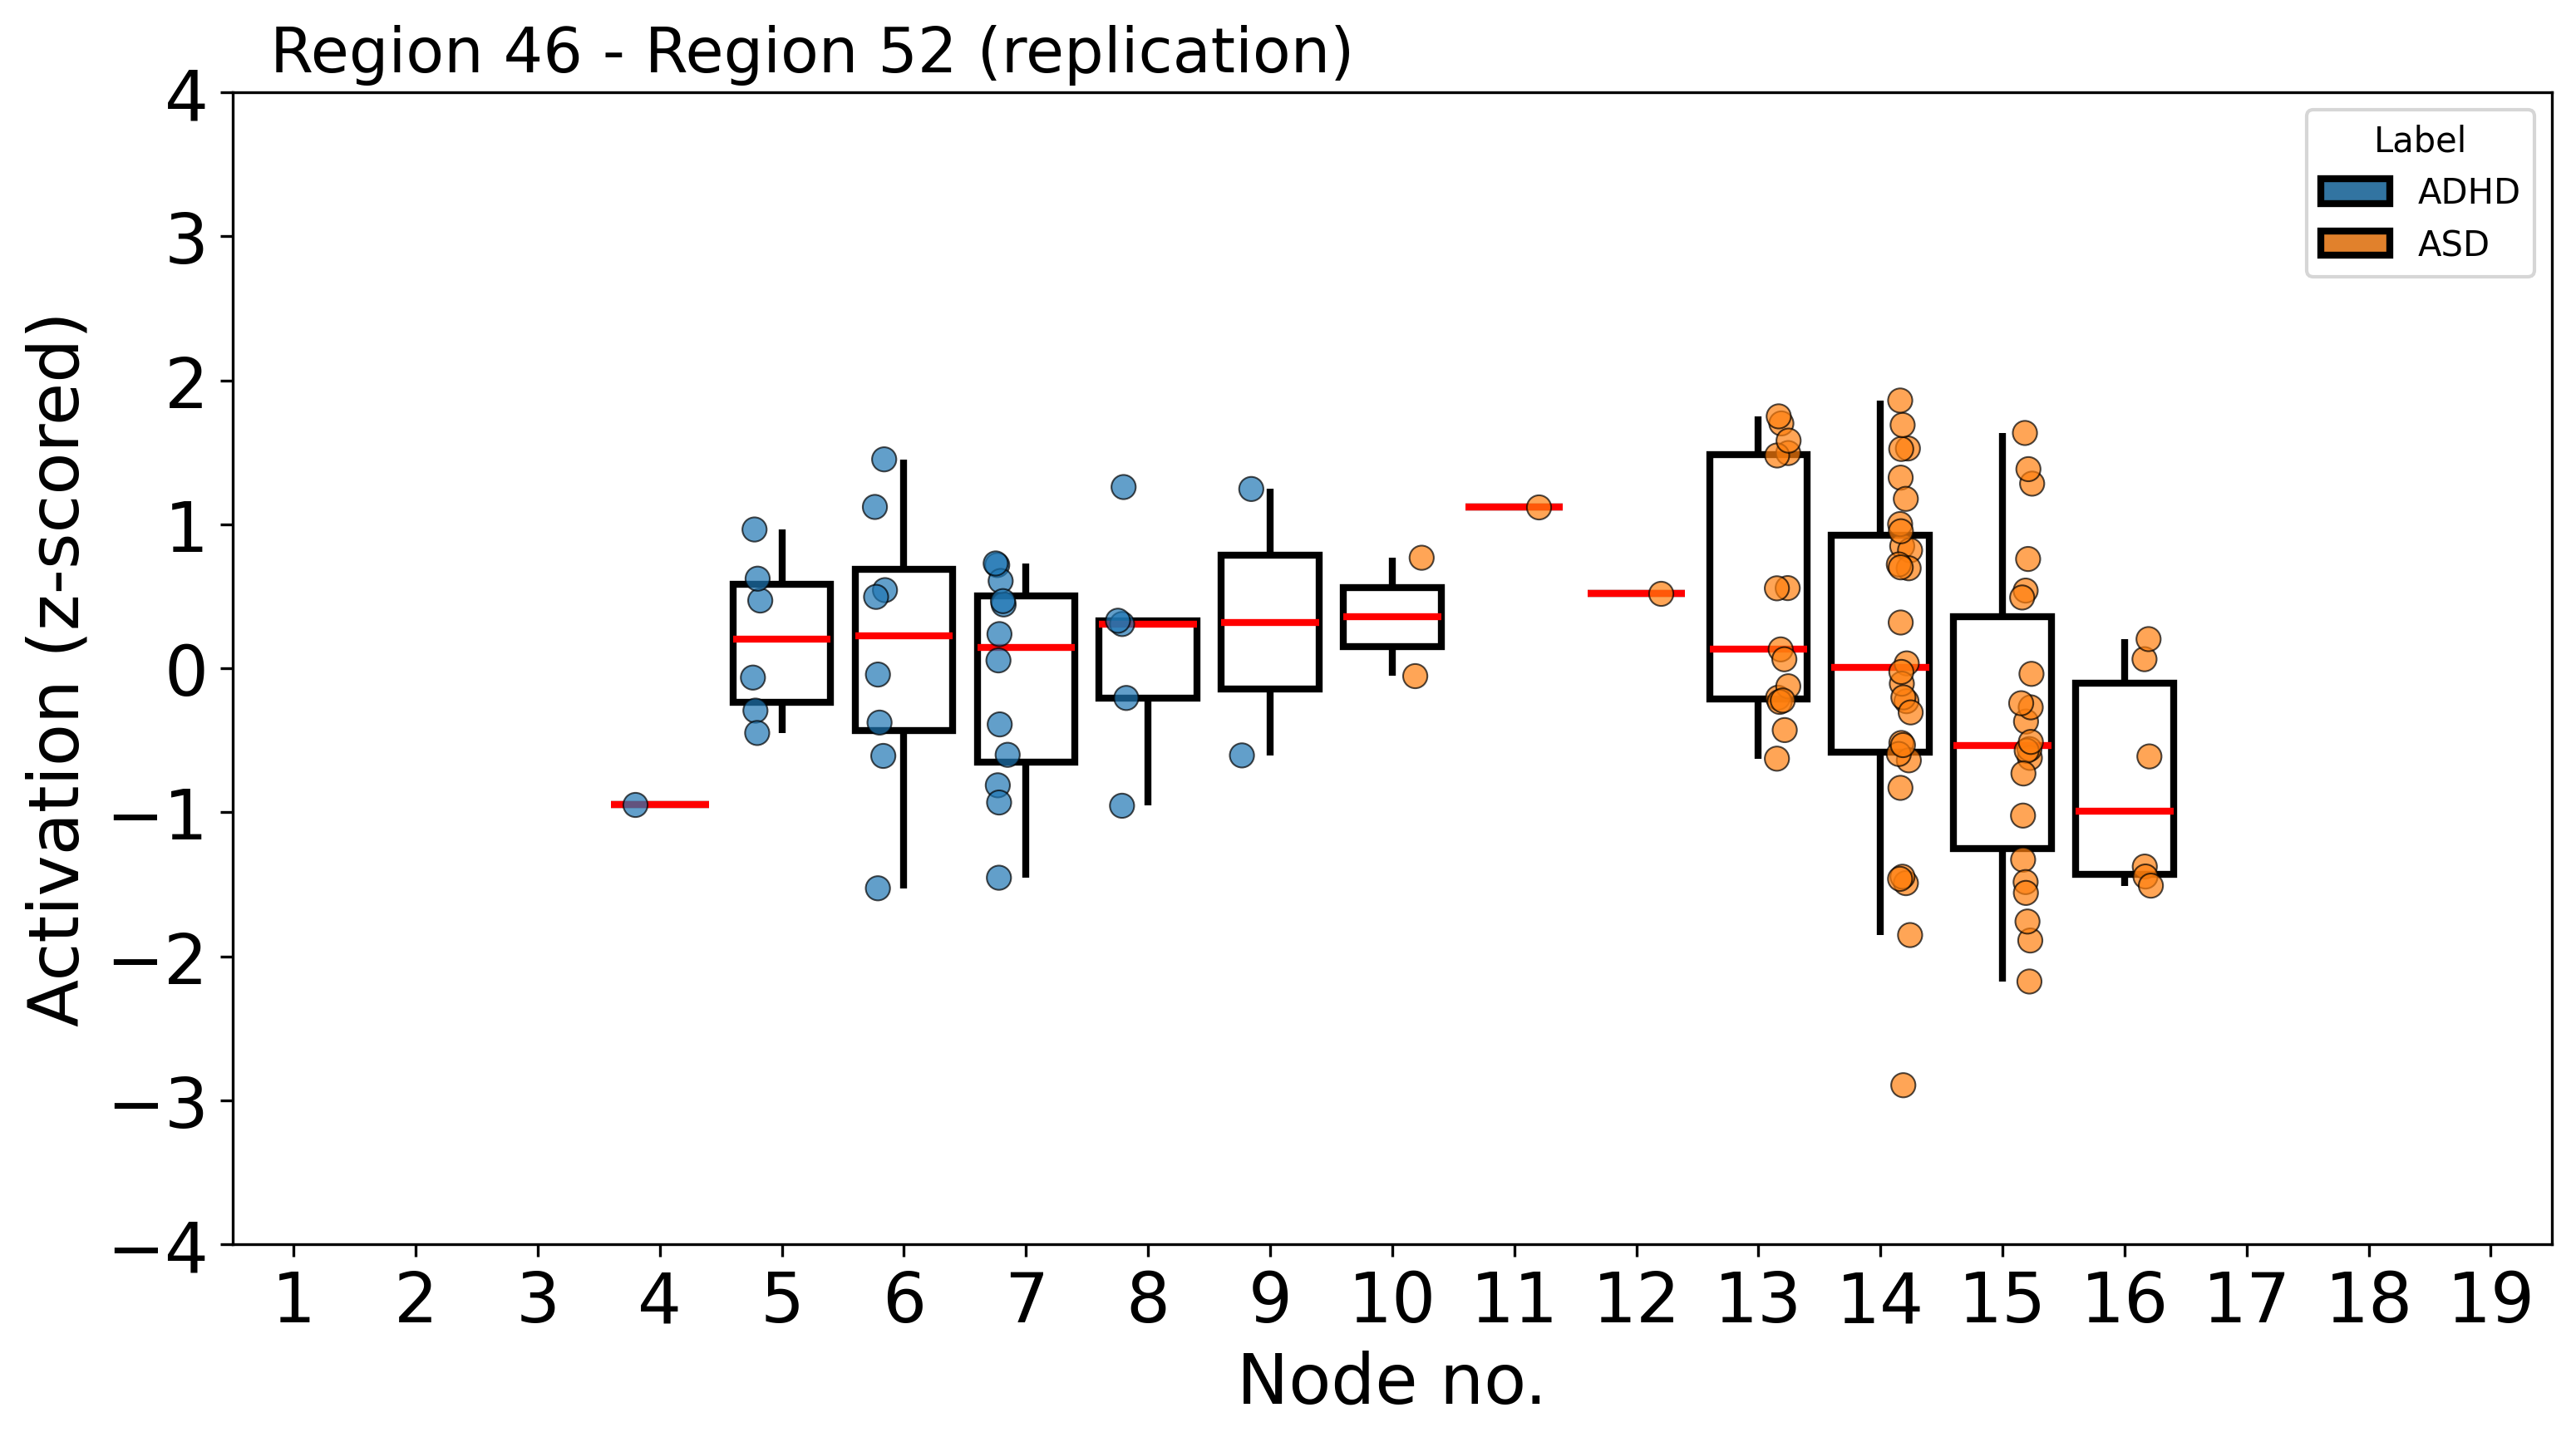 Region 46 - Region 52 (replication)
Label
ADHD
ASD
Activation (z-scored)
4
3
2
1
0
−1
−2
−3
−4
1 2 3 4 5 6 7 8 9 10 11 12 13 14 15 16 17 18 19
Node no.